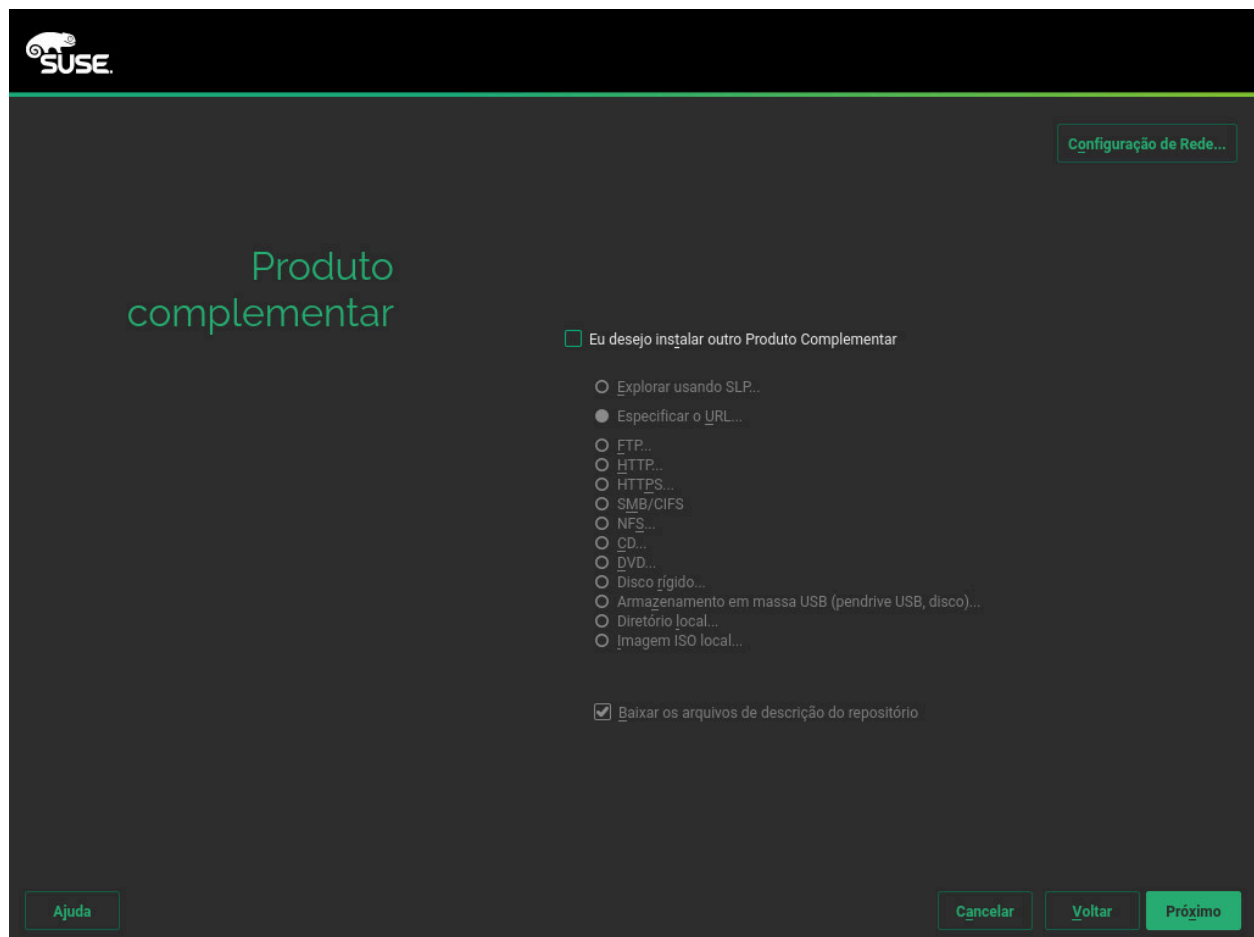 SUSE.
Configuração de Rede...
Produto
complementar
Eu desejo instalar outro Produto Complementar
Explorar usando SLP...
Especificar o URL...
FTP...
HTTP...
HTTPS...
SMB/CIFS
NFS...
CD...
DVD...
Disco rígido...
Armazenamento em massa USB (pendrive USB, disco)...
Diretório local...
Imagem ISO local...
Baixar os arquivos de descrição do repositório
Ajuda
Cancelar
Voltar
Próximo